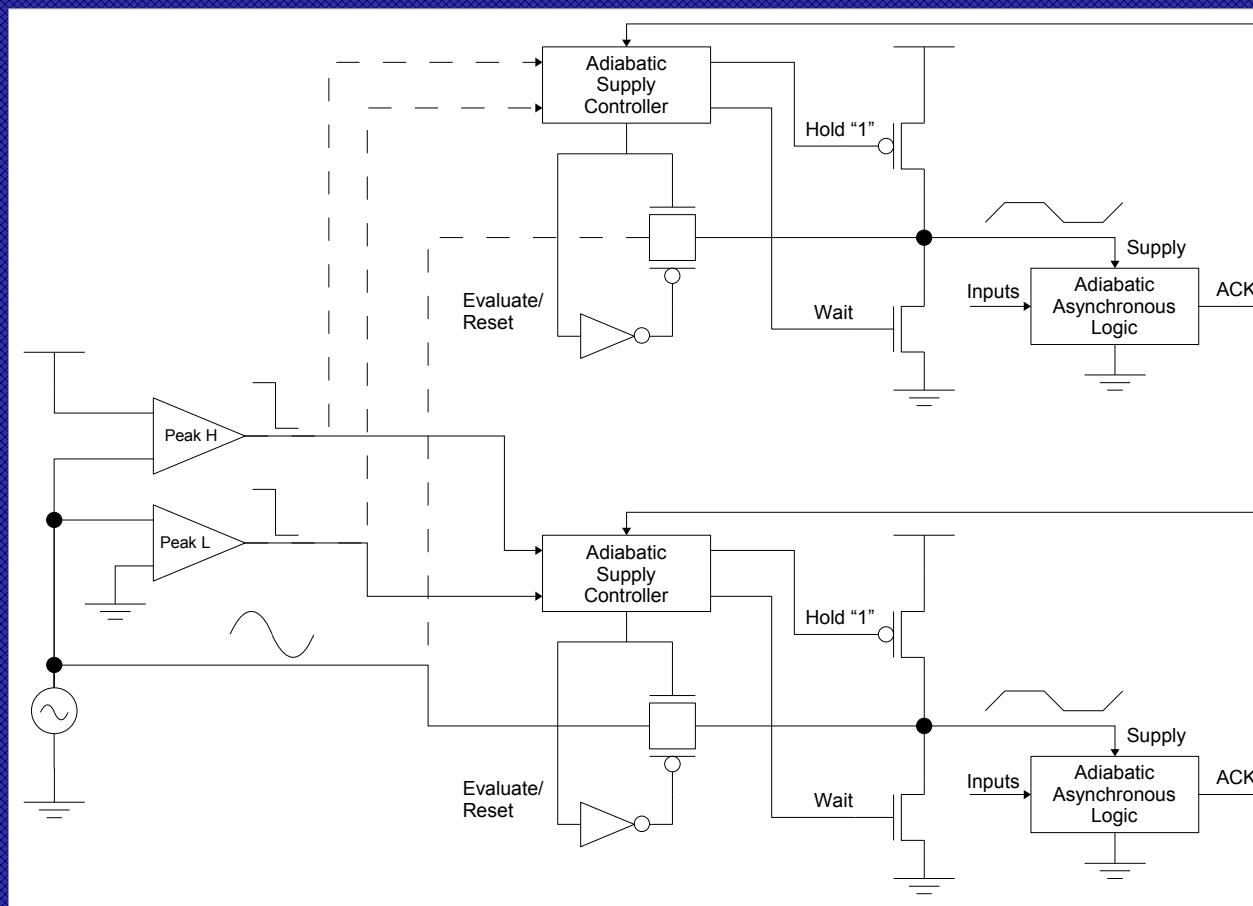 Adiabatic
Supply
Controller
Hold “1”
Evaluate/
Reset
Wait
Supply
Inputs
Adiabatic
Asynchronous
Logic
ACK
Peak H
Peak L
Adiabatic
Supply
Controller
Hold “1”
Evaluate/
Reset
Wait
Supply
Inputs
Adiabatic
Asynchronous
Logic
ACK